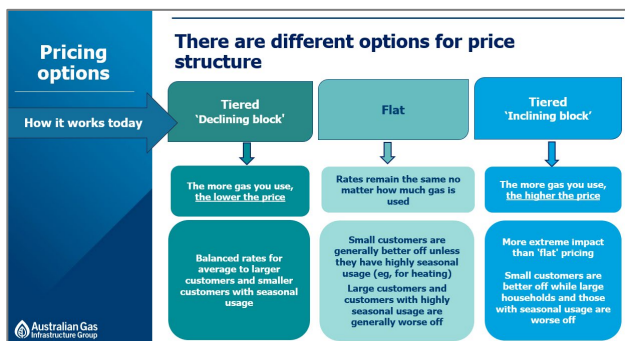 Pricing
options
How it works today
There are different options for price
structure
Tiered
‘Declining block'
The more gas you use,
the lower the price
Balanced rates for
average to larger
customers and smaller
customers with seasonal
usage
Flat
Rates remain the same no
matter how much gas is
used
Small customers are
generally better off unless
they have highly seasonal
usage (eg, for heating)
Large customers and
customers with highly
seasonal usage are
generally worse off
Tiered
‘Inclining block’
The more gas you use,
the higher the price
More extreme impact
than ‘flat’ pricing
Small customers are
better off while large
households and those
with seasonal usage are
worse off
Australian Gas
Infrastructure Group